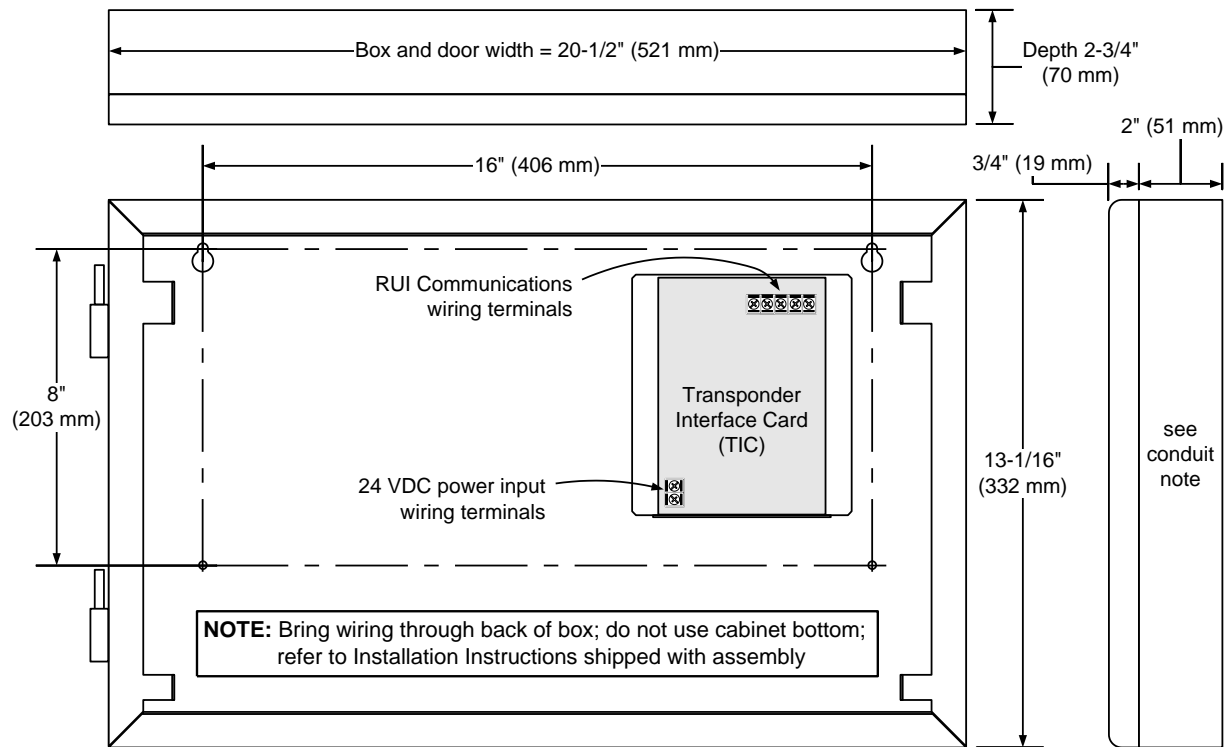 Box and door width = 20-1/2" (521 mm)
Depth 2-3/4"
(70 mm)
2" (51 mm)
3/4" (19 mm)
16" (406 mm)
RUI Communications
wiring terminals
8"
(203 mm)
Transponder
Interface Card
(TIC)
24 VDC power input
wiring terminals
13-1/16"
(332 mm)
see
conduit
note
NOTE: Bring wiring through back of box; do not use cabinet bottom;
refer to Installation Instructions shipped with assembly